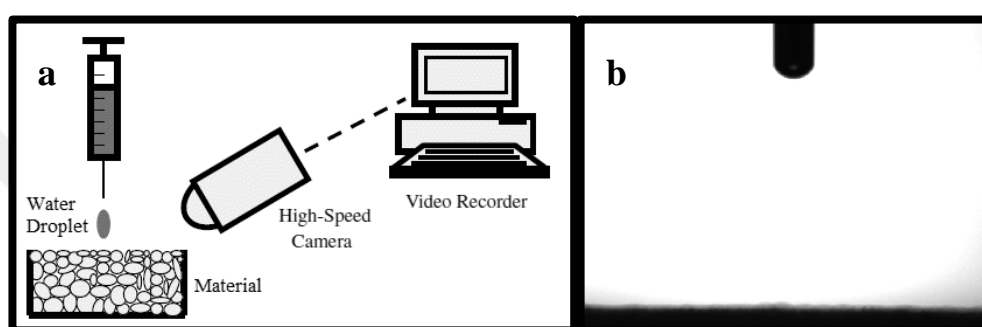 a
Water
Droplet
Material
High-Speed
Camera
Video Recorder
b